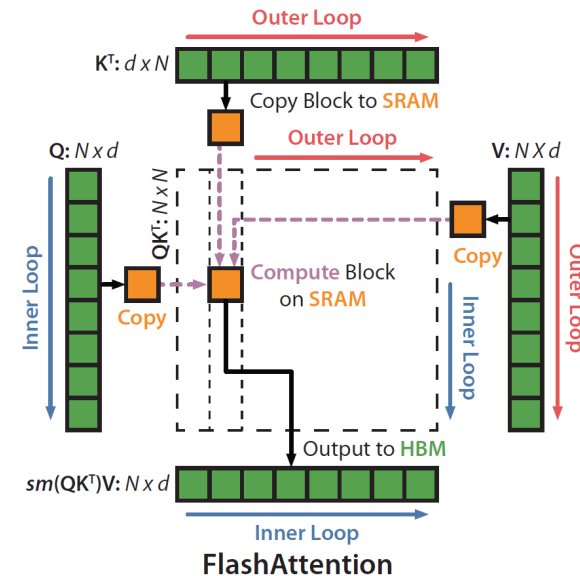 Outer Loop
Kᵀ: d x N
Copy Block to SRAM
Outer Loop
Q: N x d
V: N X d
QKᵀ: N x N
Inner Loop
Copy
Compute Block
on SRAM
Copy
Inner Loop
Outer Loop
Output to HBM
sm(QKᵀ)V: N x d
Inner Loop
FlashAttention